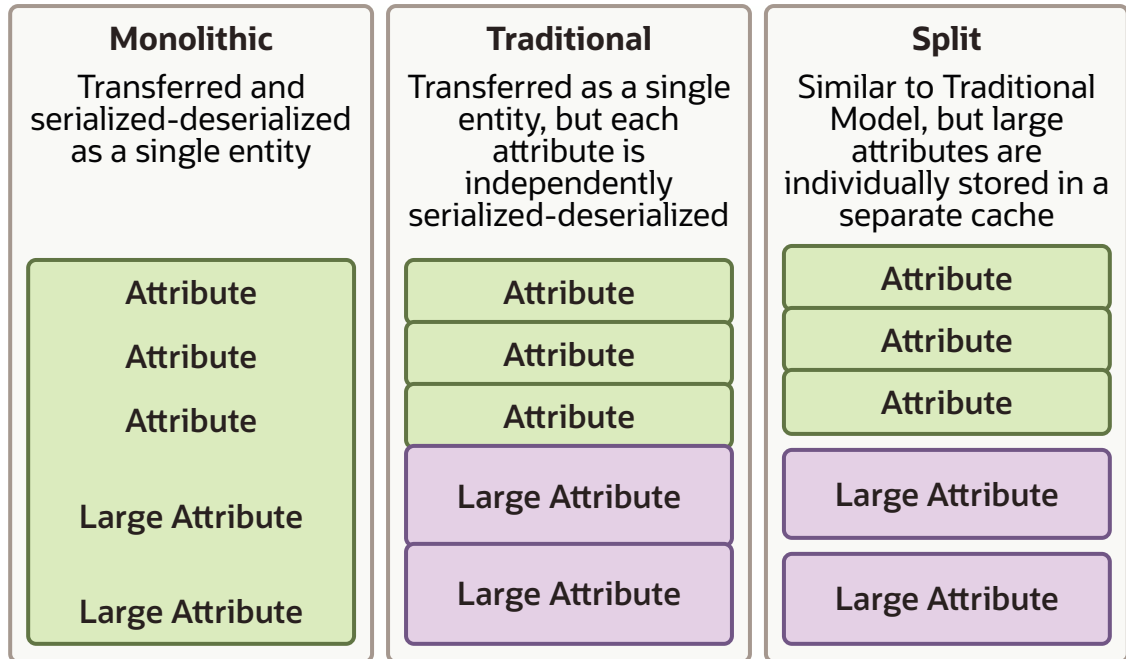 Monolithic
Transferred and
serialized-deserialized
as a single entity
Attribute
Attribute
Attribute
Large Attribute
Large Attribute
Traditional
Transferred as a single
entity, but each
attribute is
independently
serialized-deserialized
Attribute
Attribute
Attribute
Large Attribute
Large Attribute
Split
Similar to Traditional
Model, but large
attributes are
individually stored in a
separate cache
Attribute
Attribute
Attribute
Large Attribute
Large Attribute